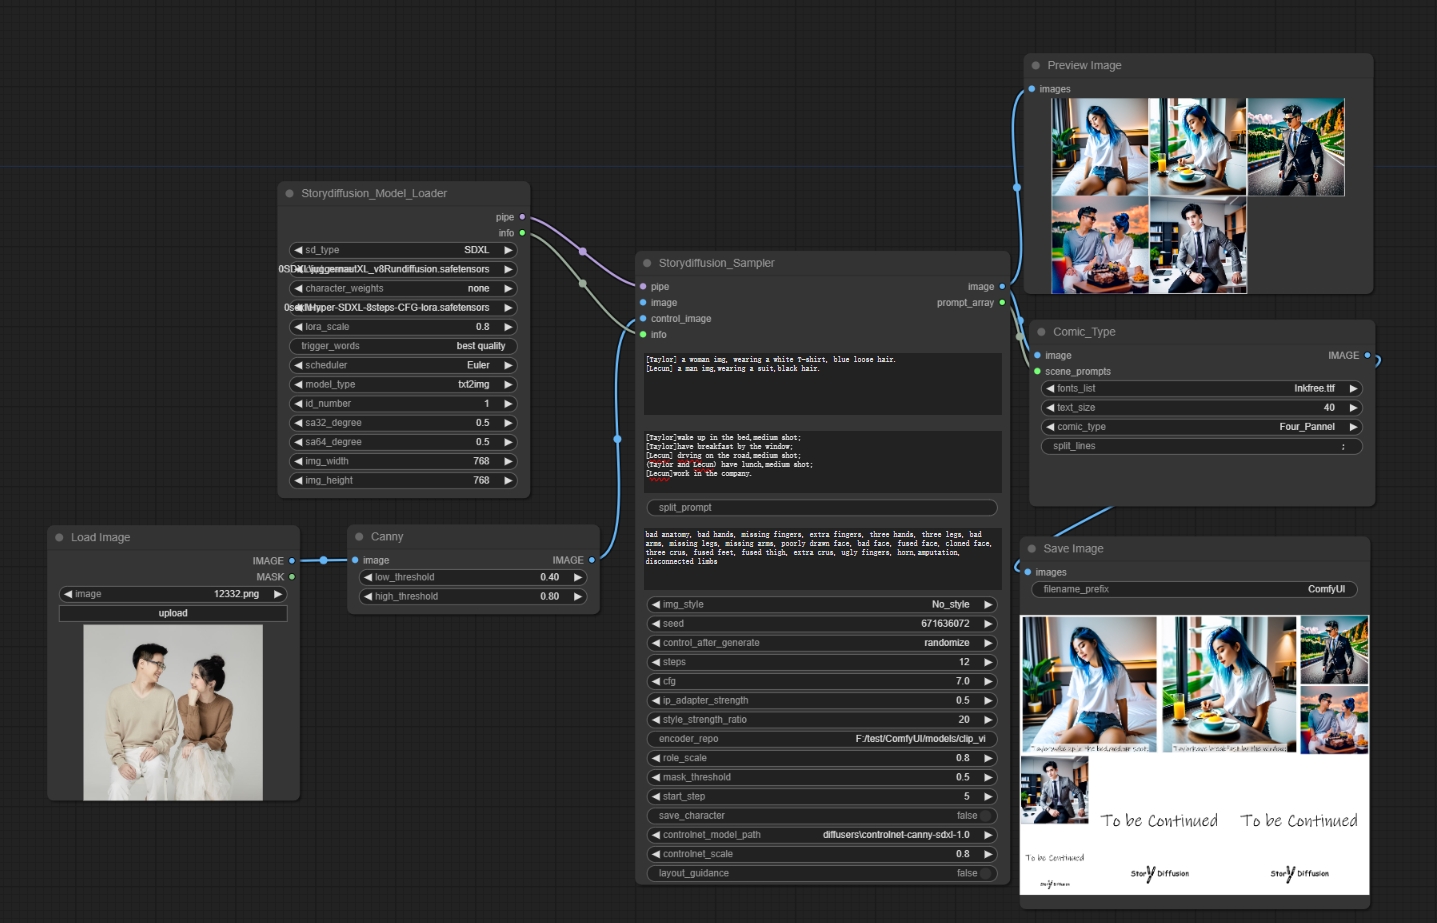 Storydiffusion_Model_Loader
pipe
info
sd_type SDXL
juggernautXL_v8Rundiffusion.safetensors
character_weights none
Hyper-SDXL-8steps-CFG-lora.safetensors
lora_scale 0.8
trigger_words best quality
scheduler Euler
model_type txt2img
id_number 1
sa32_degree 0.5
sa64_degree 0.5
img_width 768
img_height 768
Load Image
IMAGE
MASK
image 12332.png
upload
Canny
image IMAGE
low_threshold 0.40
high_threshold 0.80
Storydiffusion_Sampler
pipe image
image prompt_array
control_image
info
[Taylor] a woman img, wearing a white T-shirt, blue loose hair.
[Lecun] a man img,wearing a suit,black hair.
[Taylor]wake up in the bed,medium shot;
[Taylor]have breakfast by the window;
[Lecun] drving on the road,medium shot;
(Taylor and Lecun) have lunch,medium shot;
[Lecun]work in the company.
split_prompt
bad anatomy, bad hands, missing fingers, extra fingers, three hands, three legs, bad
arms, missing legs, missing arms, poorly drawn face, bad face, fused face, cloned face,
three crus, fused feet, fused thigh, extra crus, ugly fingers, horn,amputation,
disconnected limbs
img_style No_style
seed 671636072
control_after_generate randomize
steps 12
cfg 7.0
ip_adapter_strength 0.5
style_strength_ratio 20
encoder_repo F:/test/ComfyUI/models/clip_vi
role_scale 0.8
mask_threshold 0.5
start_step 5
save_character false
controlnet_model_path diffusers\controlnet-canny-sdxl-1.0
controlnet_scale 0.8
layout_guidance false
Preview Image
images
Comic_Type
image IMAGE
scene_prompts
fonts_list Inkfree.ttf
text_size 40
comic_type Four_Pannel
split_lines ;
Save Image
images
filename_prefix ComfyUI
To be Continued
To be Continued
To be Continued
Story Diffusion
Story Diffusion